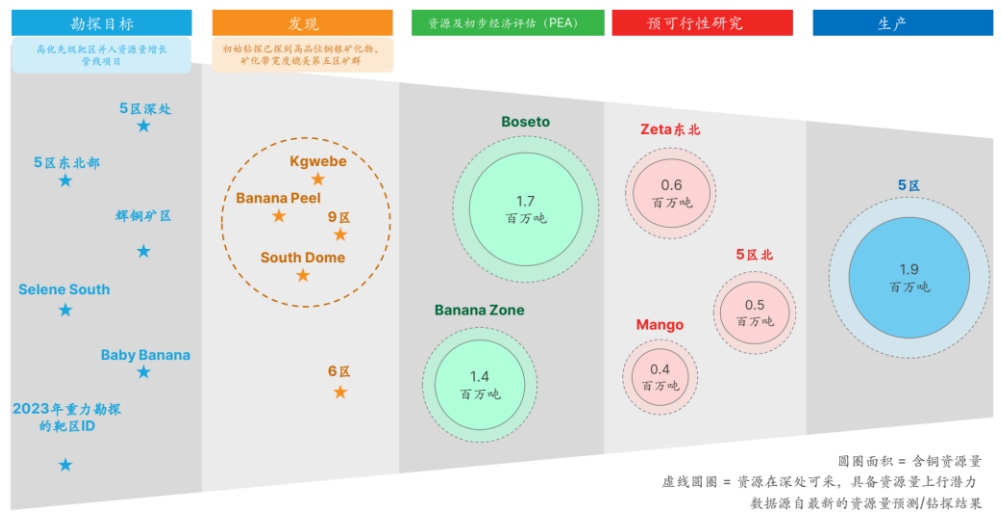 勘探目标
高优先级靶区并入资源量增长
管线项目
发现
初始钻探已探到高品位铜银矿化物,
矿化带宽度媲美第五区矿群
资源及初步经济评估（PEA）
预可行性研究
生产
5区深处
5区东北部
辉铜矿区
Selene South
Baby Banana
2023年重力勘探
的靶区ID
Kgwebe
Banana Peel
9区
South Dome
6区
Boseto
1.7
百万吨
Banana Zone
1.4
百万吨
Zeta东北
0.6
百万吨
5区北
0.5
百万吨
Mango
0.4
百万吨
5区
1.9
百万吨
圆圈面积 = 含铜资源量
虚线圆圈 = 资源在深处可采，具备资源量上行潜力
数据源自最新的资源量预测/钻探结果